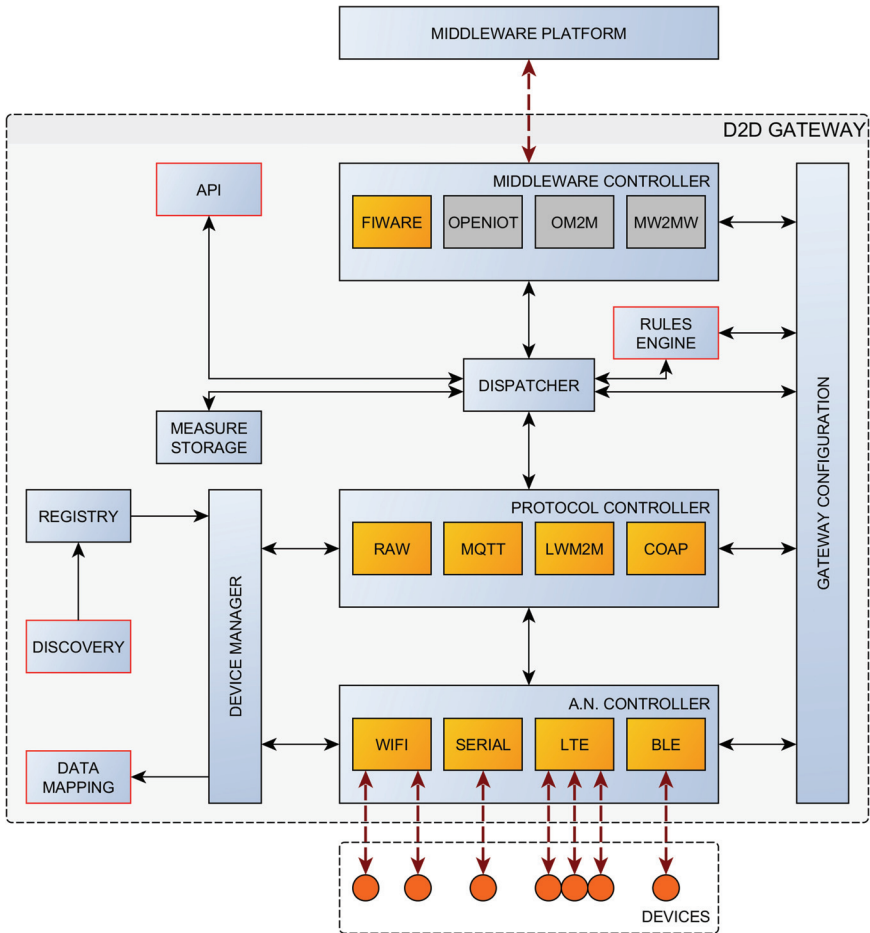 MIDDLEWARE PLATFORM
D2D GATEWAY
API
MIDDLEWARE CONTROLLER
FIWARE
OPENIOT
OM2M
MW2MW
RULES
ENGINE
DISPATCHER
MEASURE
STORAGE
GATEWAY CONFIGURATION
REGISTRY
PROTOCOL CONTROLLER
RAW
MQTT
LWM2M
COAP
DISCOVERY
DEVICE MANAGER
A.N. CONTROLLER
WIFI
SERIAL
LTE
BLE
DATA
MAPPING
DEVICES